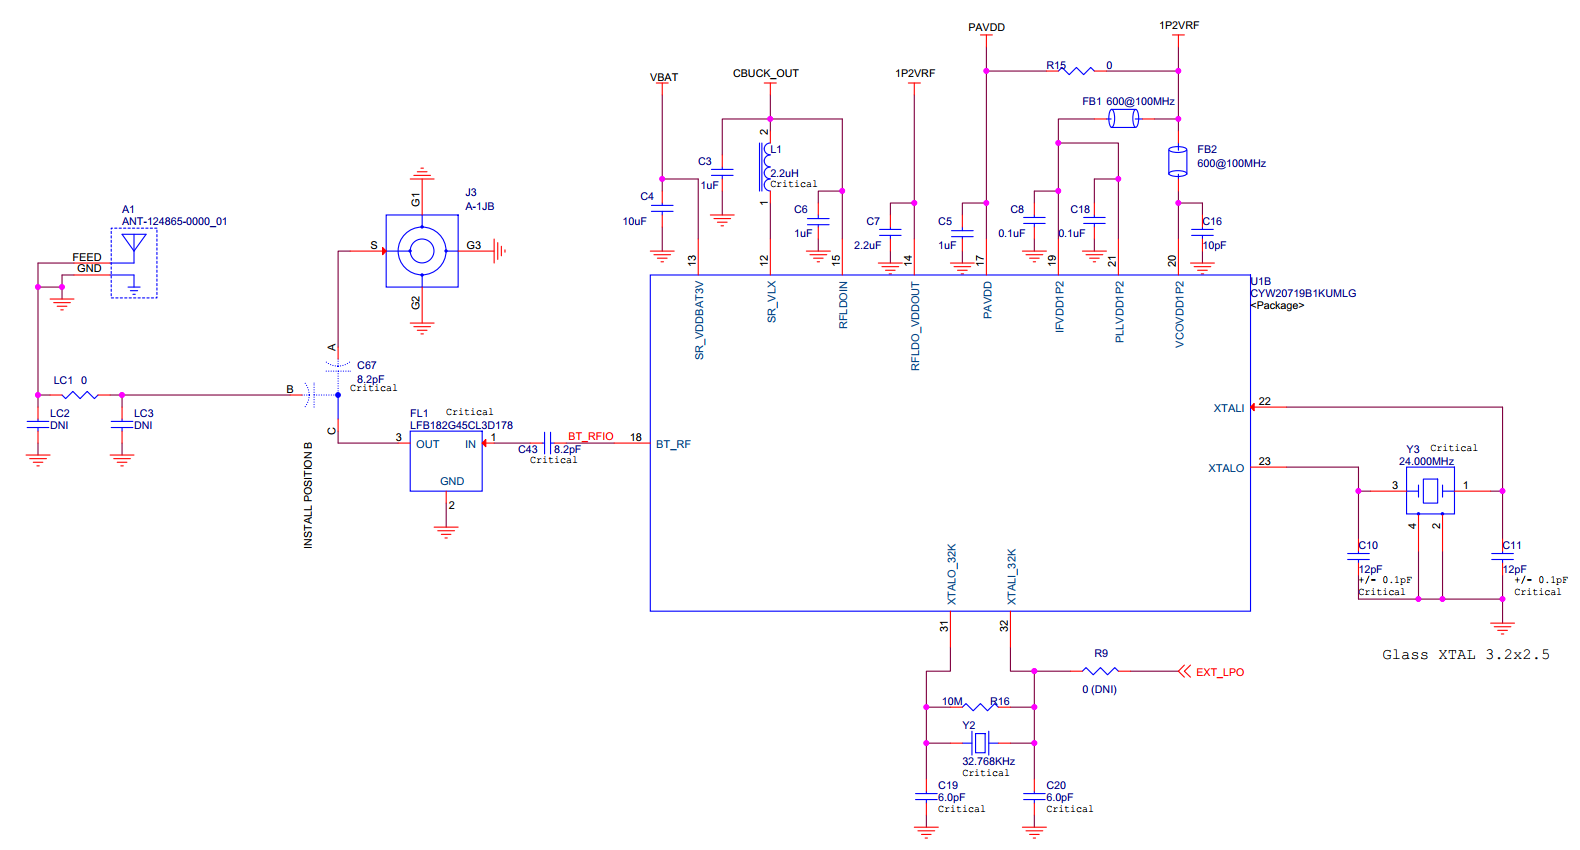 PAVDD
1P2VRF
R15
0
VBAT
CBUCK_OUT
1P2VRF
FB1 600@100MHz
FB2
600@100MHz
2
L1
2.2uH
Critical
1
C3
1uF
C4
10uF
C6
1uF
C7
2.2uF
C5
1uF
C8
0.1uF
C18
0.1uF
C16
10pF
13
12
15
14
17
19
21
20
SR_VDDBAT3V
SR_VLX
RFLDOIN
RFLDO_VDDOUT
PAVDD
IFVDD1P2
PLLVDD1P2
VCOVDD1P2
U1B
CYW20719B1KUMLG
<Package>
A1
ANT-124865-0000_01
FEED
GND
J3
A-1JB
G1
S
G3
G2
A
C67
8.2pF
Critical
B
C
LC1 0
LC2
DNI
LC3
DNI
INSTALL POSITION B
FL1
Critical
LFB182G45CL3D178
3
OUT
IN
1
GND
2
C43
8.2pF
Critical
BT_RFIO
18
BT_RF
XTALI
22
XTALO
23
Y3
Critical
24.000MHz
3
1
4
2
C10
12pF
+/- 0.1pF
Critical
C11
12pF
+/- 0.1pF
Critical
Glass XTAL 3.2x2.5
XTALO_32K
XTALI_32K
31
32
R9
0 (DNI)
EXT_LPO
10M
R16
Y2
32.768KHz
Critical
C19
6.0pF
Critical
C20
6.0pF
Critical